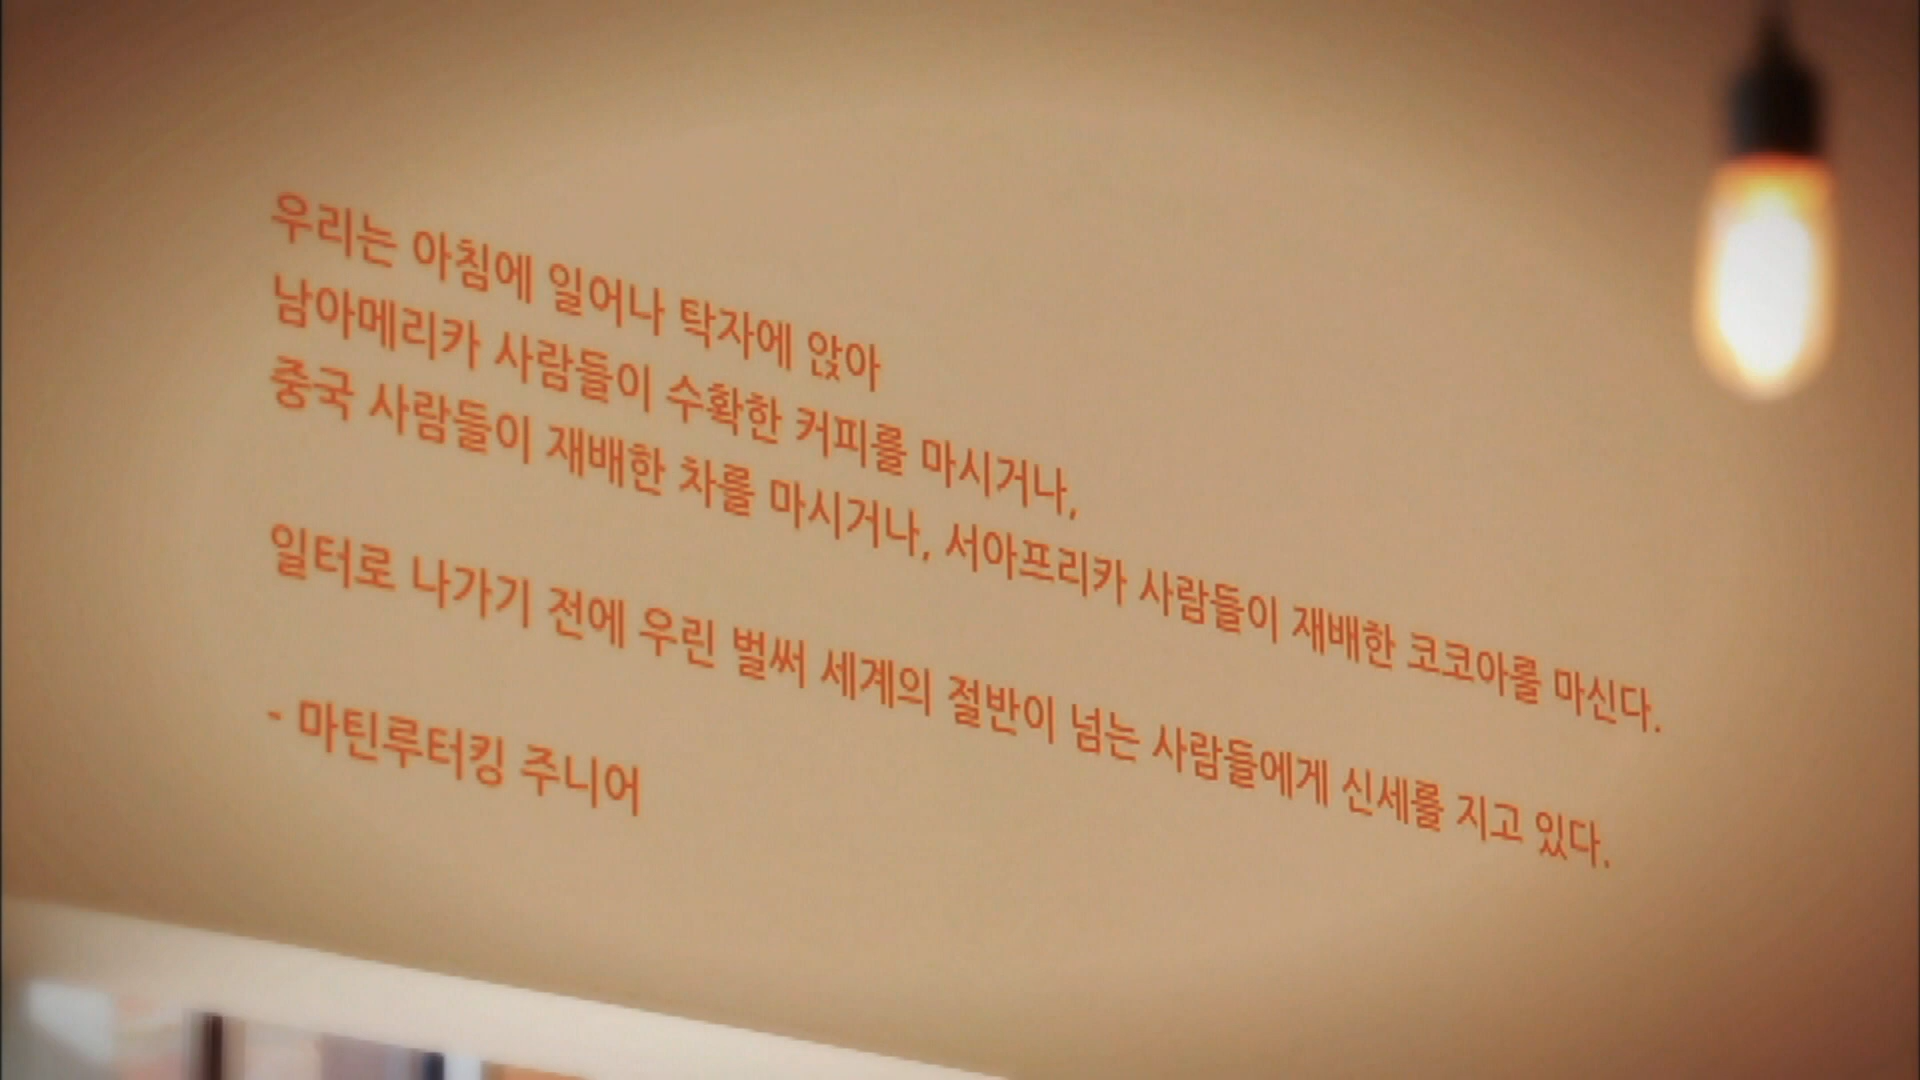 우리는 아침에 일어나 탁자에 앉아
남아메리카 사람들이 수확한 커피를 마시거나,
중국 사람들이 재배한 차를 마시거나, 서아프리카 사람들이 재배한 코코아를 마신다.
일터로 나가기 전에 우린 벌써 세계의 절반이 넘는 사람들에게 신세를 지고 있다.
- 마틴루터킹 주니어